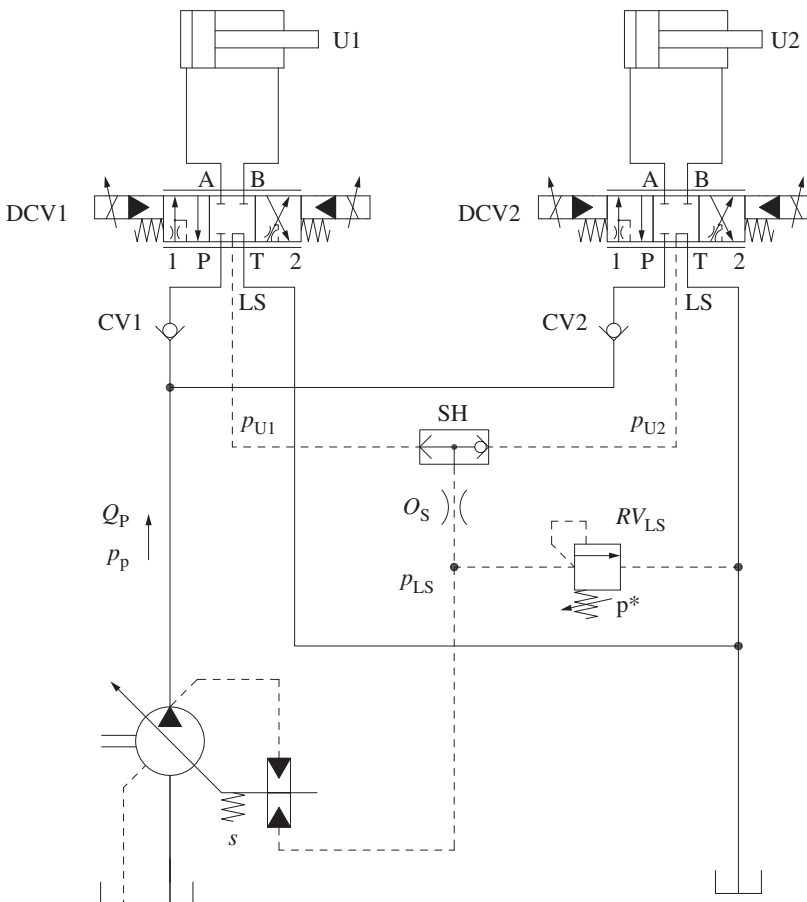 U1
U2
A B
A B
DCV1
DCV2
1 P T 2
1 P T 2
LS
LS
CV1
CV2
SH
pU1
pU2
QP
OS
RVLS
pp
pLS
p*
s